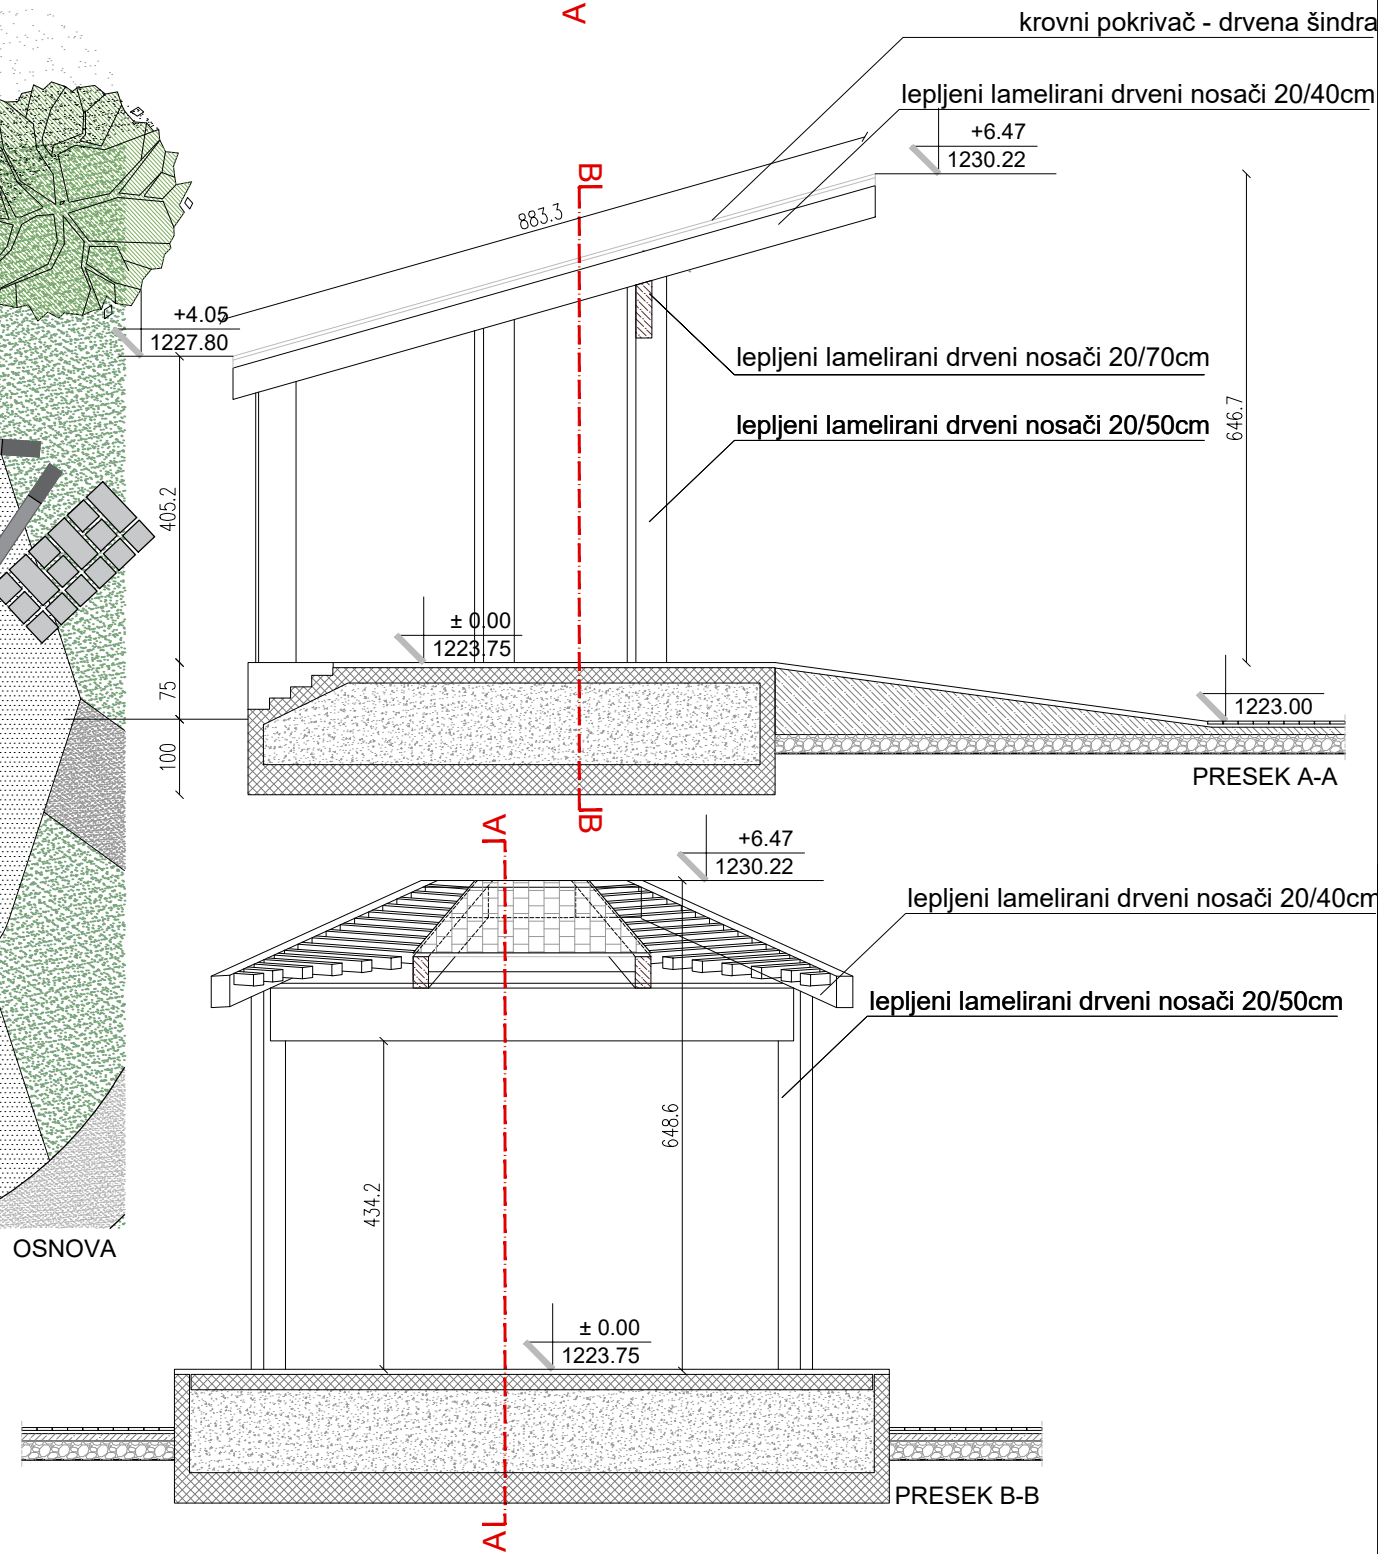 A
krovni pokrivač - drvena šindra
lepljeni lamelirani drveni nosači 20/40cm
+6.47
1230.22
B
883.3
+4.05
1227.80
lepljeni lamelirani drveni nosači 20/70cm
lepljeni lamelirani drveni nosači 20/50cm
646.7
405.2
± 0.00
1223.75
75
1223.00
100
PRESEK A-A
B
A
+6.47
1230.22
lepljeni lamelirani drveni nosači 20/40cm
lepljeni lamelirani drveni nosači 20/50cm
648.6
434.2
OSNOVA
± 0.00
1223.75
PRESEK B-B
A